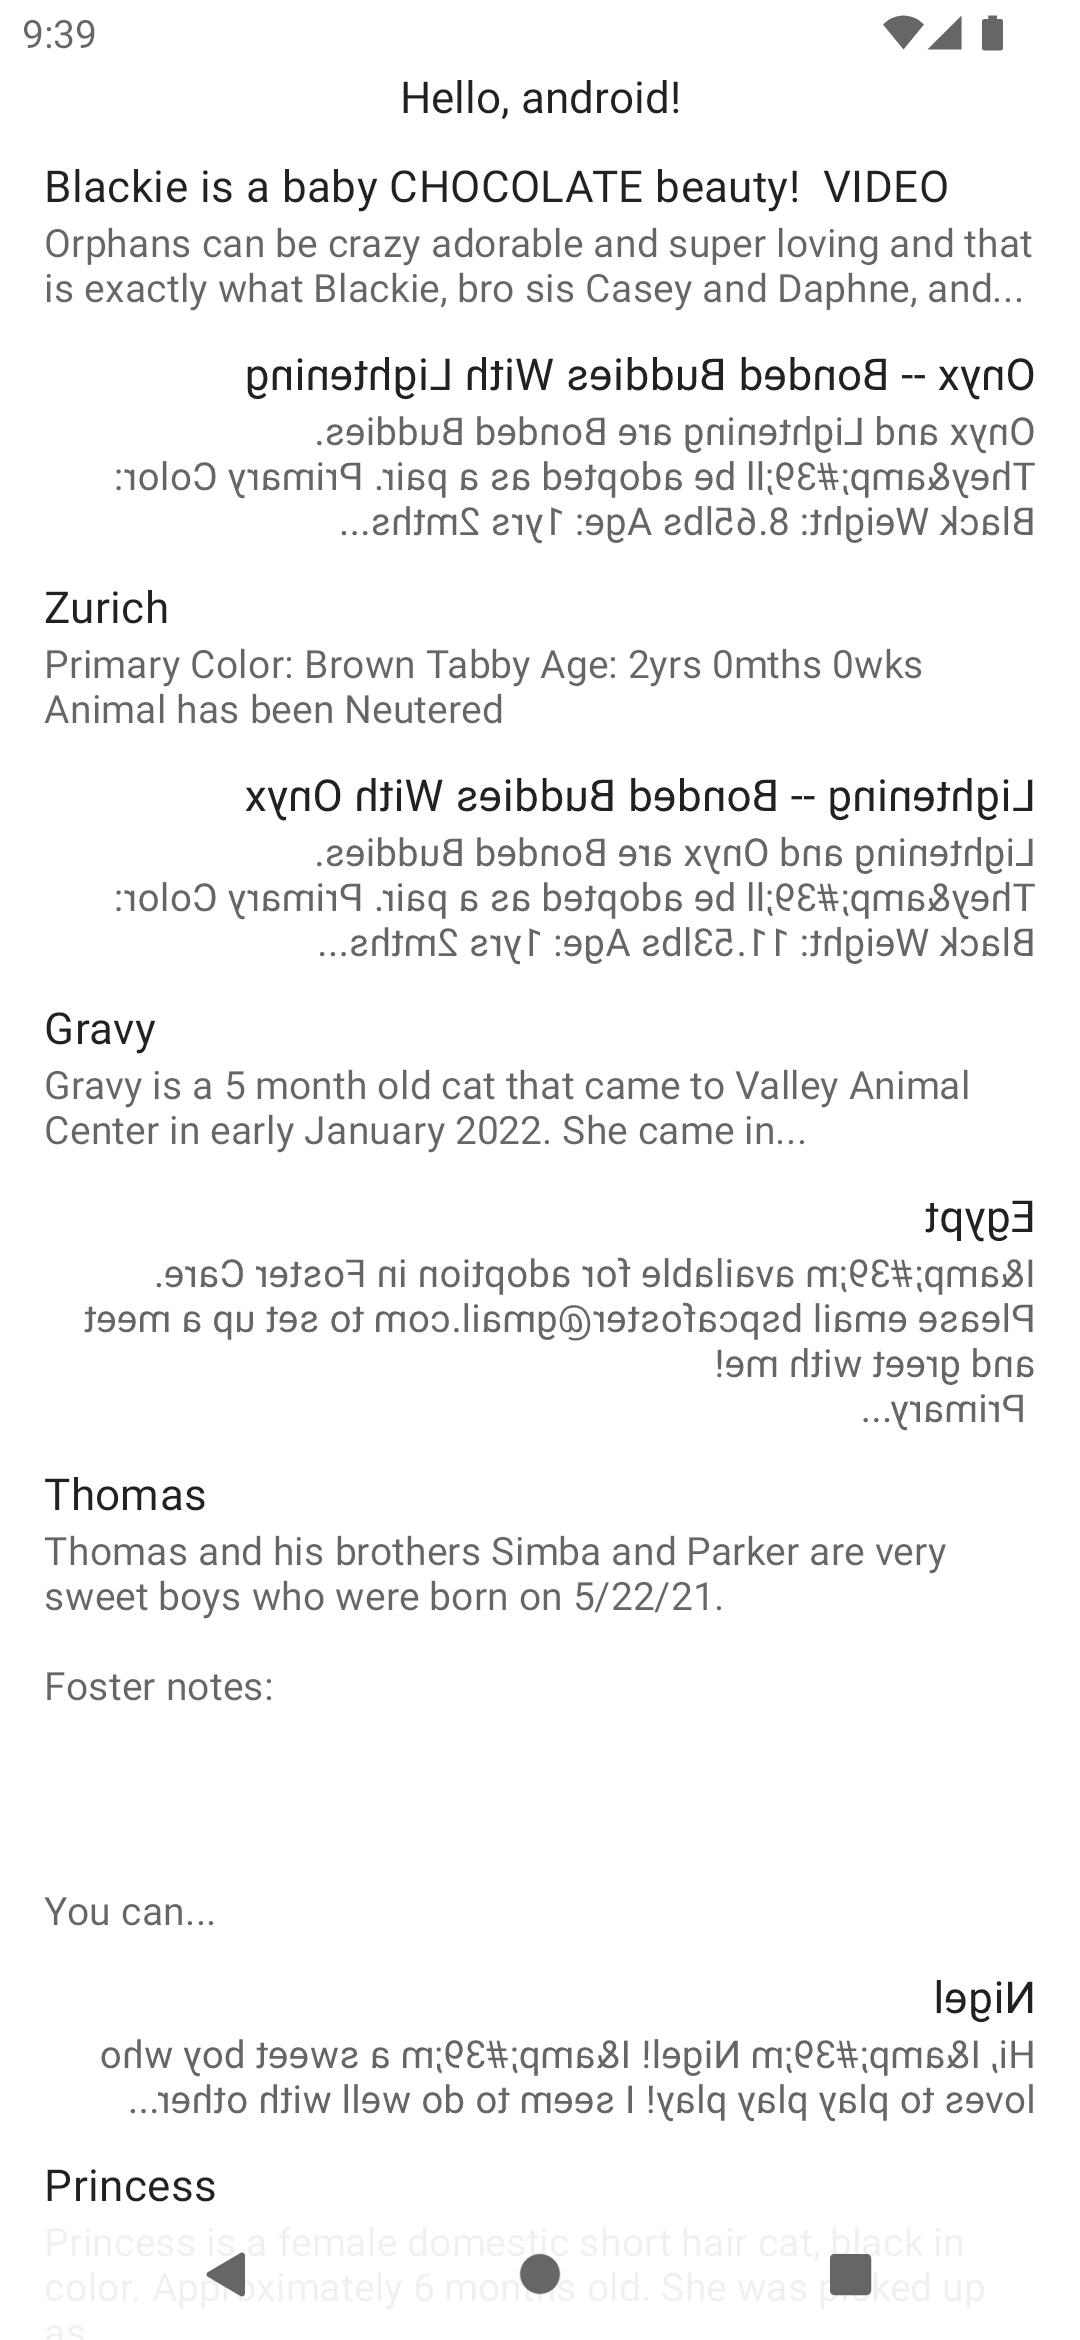 9:39
Hello, android!
Blackie is a baby CHOCOLATE beauty!  VIDEO
Orphans can be crazy adorable and super loving and that
is exactly what Blackie, bro sis Casey and Daphne, and...
Onyx -- Bonded Buddies With Lightening
Onyx and Lightening are Bonded Buddies.
They&amp;#39;ll be adopted as a pair. Primary Color:
Black Weight: 8.65lbs Age: 1yrs 2mths...
Zurich
Primary Color: Brown Tabby Age: 2yrs 0mths 0wks
Animal has been Neutered
Lightening -- Bonded Buddies With Onyx
Lightening and Onyx are Bonded Buddies.
They&amp;#39;ll be adopted as a pair. Primary Color:
Black Weight: 11.53lbs Age: 1yrs 2mths...
Gravy
Gravy is a 5 month old cat that came to Valley Animal
Center in early January 2022. She came in...
Egypt
I&amp;#39;m available for adoption in Foster Care.
Please email bspcafoster@gmail.com to set up a meet
and greet with me!
Primary...
Thomas
Thomas and his brothers Simba and Parker are very
sweet boys who were born on 5/22/21.
Foster notes:
You can...
Nigel
Hi, I&amp;#39;m Nigel! I&amp;#39;m a sweet boy who
loves to play play play! I seem to do well with other...
Princess
Princess is a female domestic short hair cat, black in
color. Approximately 6 months old. She was picked up
as